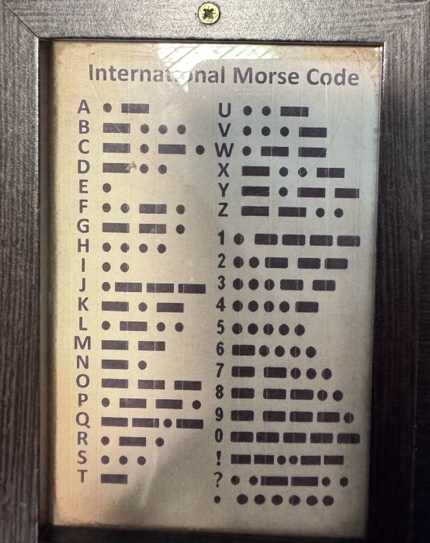 International Morse Code
A • −
B − • • •
C − • − •
D − • •
E •
F • • − •
G − − •
H • • • •
I • •
J • − − −
K − • −
L • − • •
M − −
N − •
O − − −
P • − − •
Q − − • −
R • − •
S • • •
T −
U • • −
V • • • −
W • − −
X − • • −
Y − • − −
Z − − • •
1 • − − − −
2 • • − − −
3 • • • − −
4 • • • • −
5 • • • • •
6 − • • • •
7 − − • • •
8 − − − • •
9 − − − − •
0 − − − − −
! − − • • − −
? • • − − • •
. • • • • • •